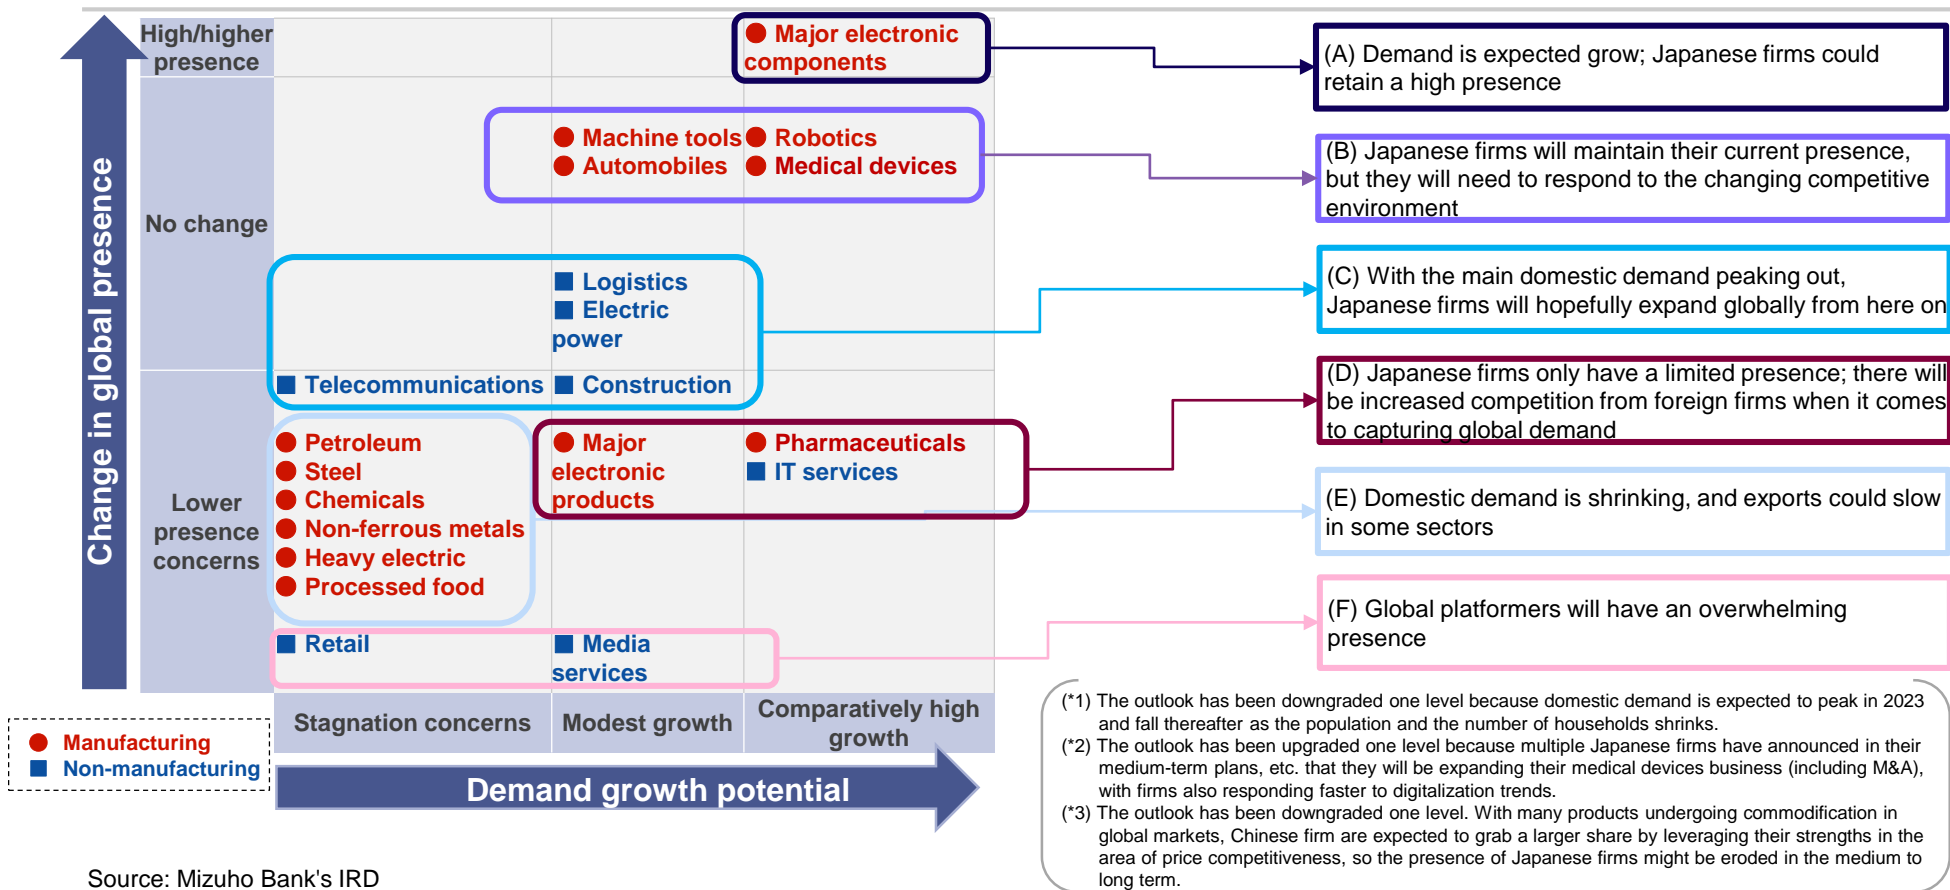 Change in global presence
High/higher
presence
No change
Lower
presence
concerns
Major electronic
components
Machine tools
Automobiles
Robotics
Medical devices
Logistics
Electric
power
Telecommunications
Construction
Petroleum
Steel
Chemicals
Non-ferrous metals
Heavy electric
Processed food
Major
electronic
products
Pharmaceuticals
IT services
Retail
Media
services
Stagnation concerns
Modest growth
Comparatively high
growth
Demand growth potential
Manufacturing
Non-manufacturing
(A) Demand is expected grow; Japanese firms could
retain a high presence
(B) Japanese firms will maintain their current presence,
but they will need to respond to the changing competitive
environment
(C) With the main domestic demand peaking out,
Japanese firms will hopefully expand globally from here on
(D) Japanese firms only have a limited presence; there will
be increased competition from foreign firms when it comes
to capturing global demand
(E) Domestic demand is shrinking, and exports could slow
in some sectors
(F) Global platformers will have an overwhelming
presence
(*1) The outlook has been downgraded one level because domestic demand is expected to peak in 2023
and fall thereafter as the population and the number of households shrinks.
(*2) The outlook has been upgraded one level because multiple Japanese firms have announced in their
medium-term plans, etc. that they will be expanding their medical devices business (including M&A),
with firms also responding faster to digitalization trends.
(*3) The outlook has been downgraded one level. With many products undergoing commodification in
global markets, Chinese firm are expected to grab a larger share by leveraging their strengths in the
area of price competitiveness, so the presence of Japanese firms might be eroded in the medium to
long term.
Source: Mizuho Bank's IRD